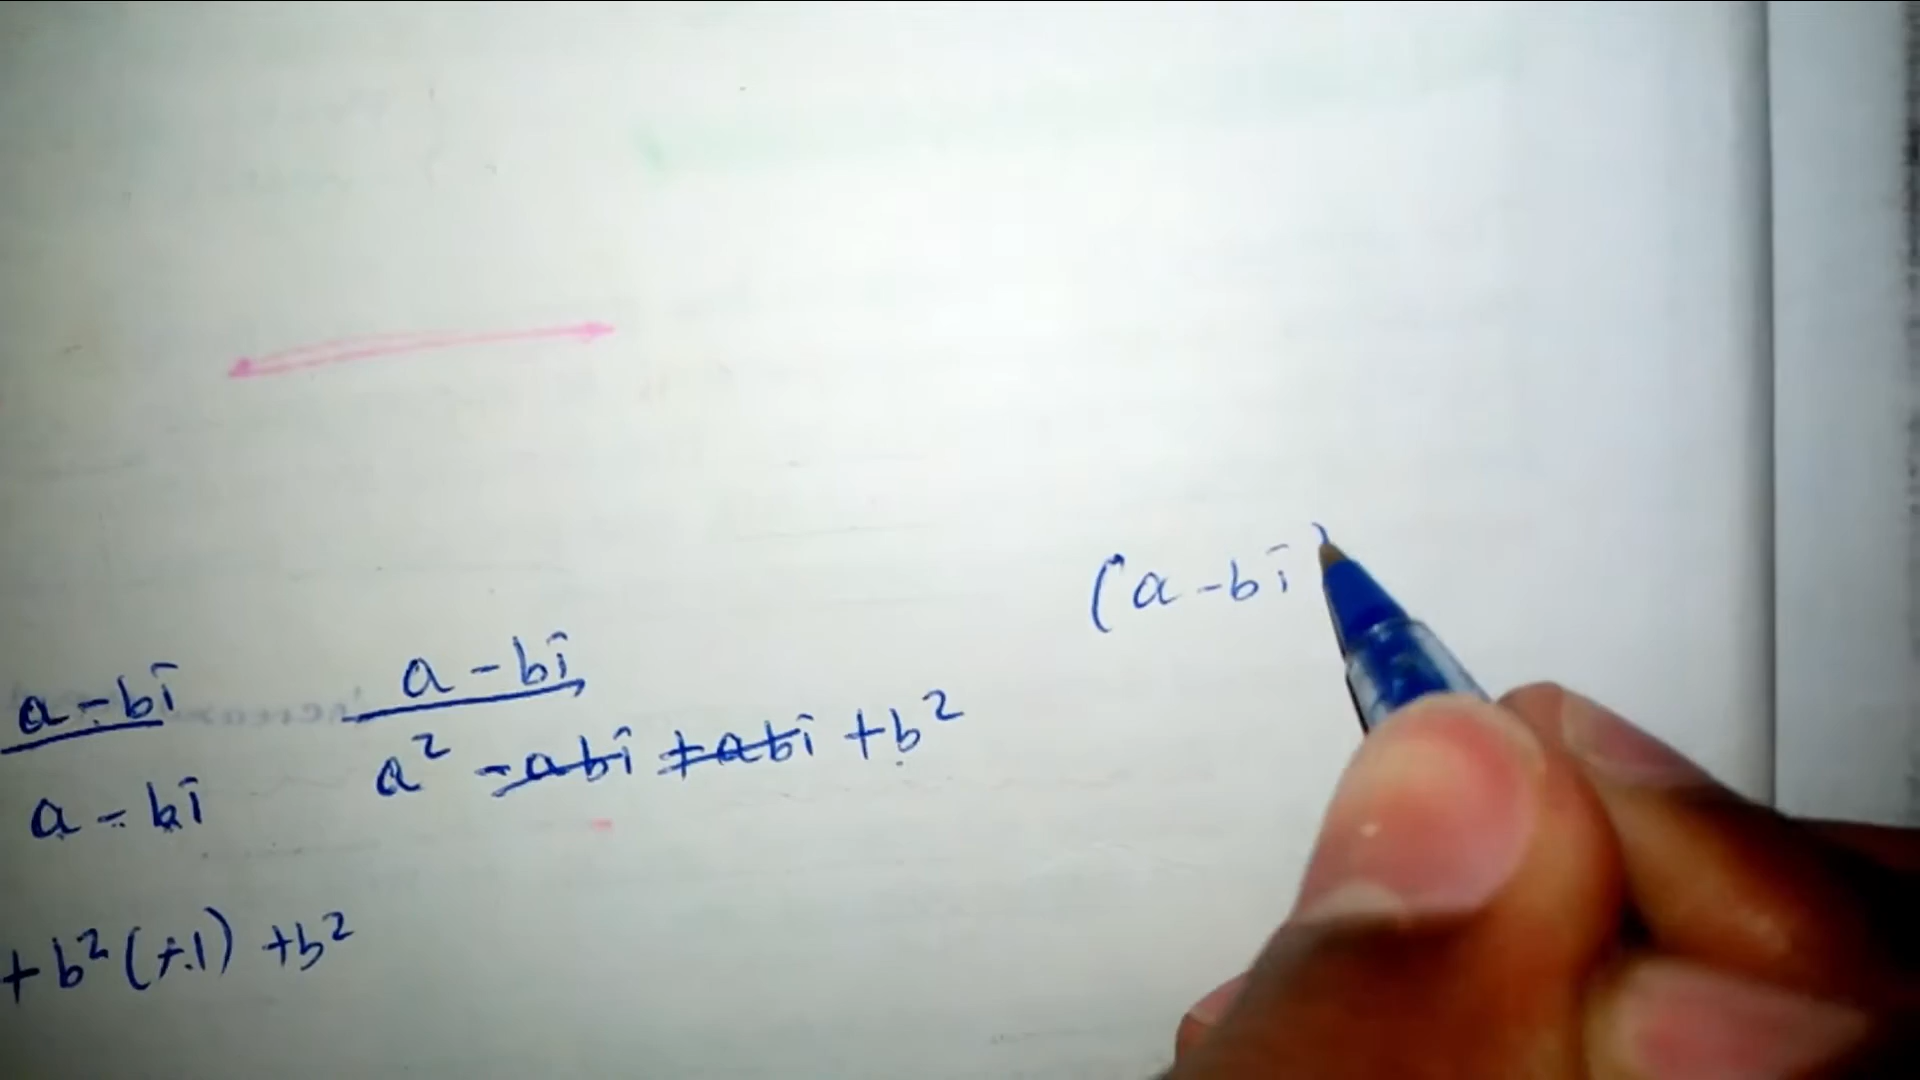 (a - bi)
a - bi
a - bi
a - bi
a² - abi + abi + b²
+ b² (+1) + b²